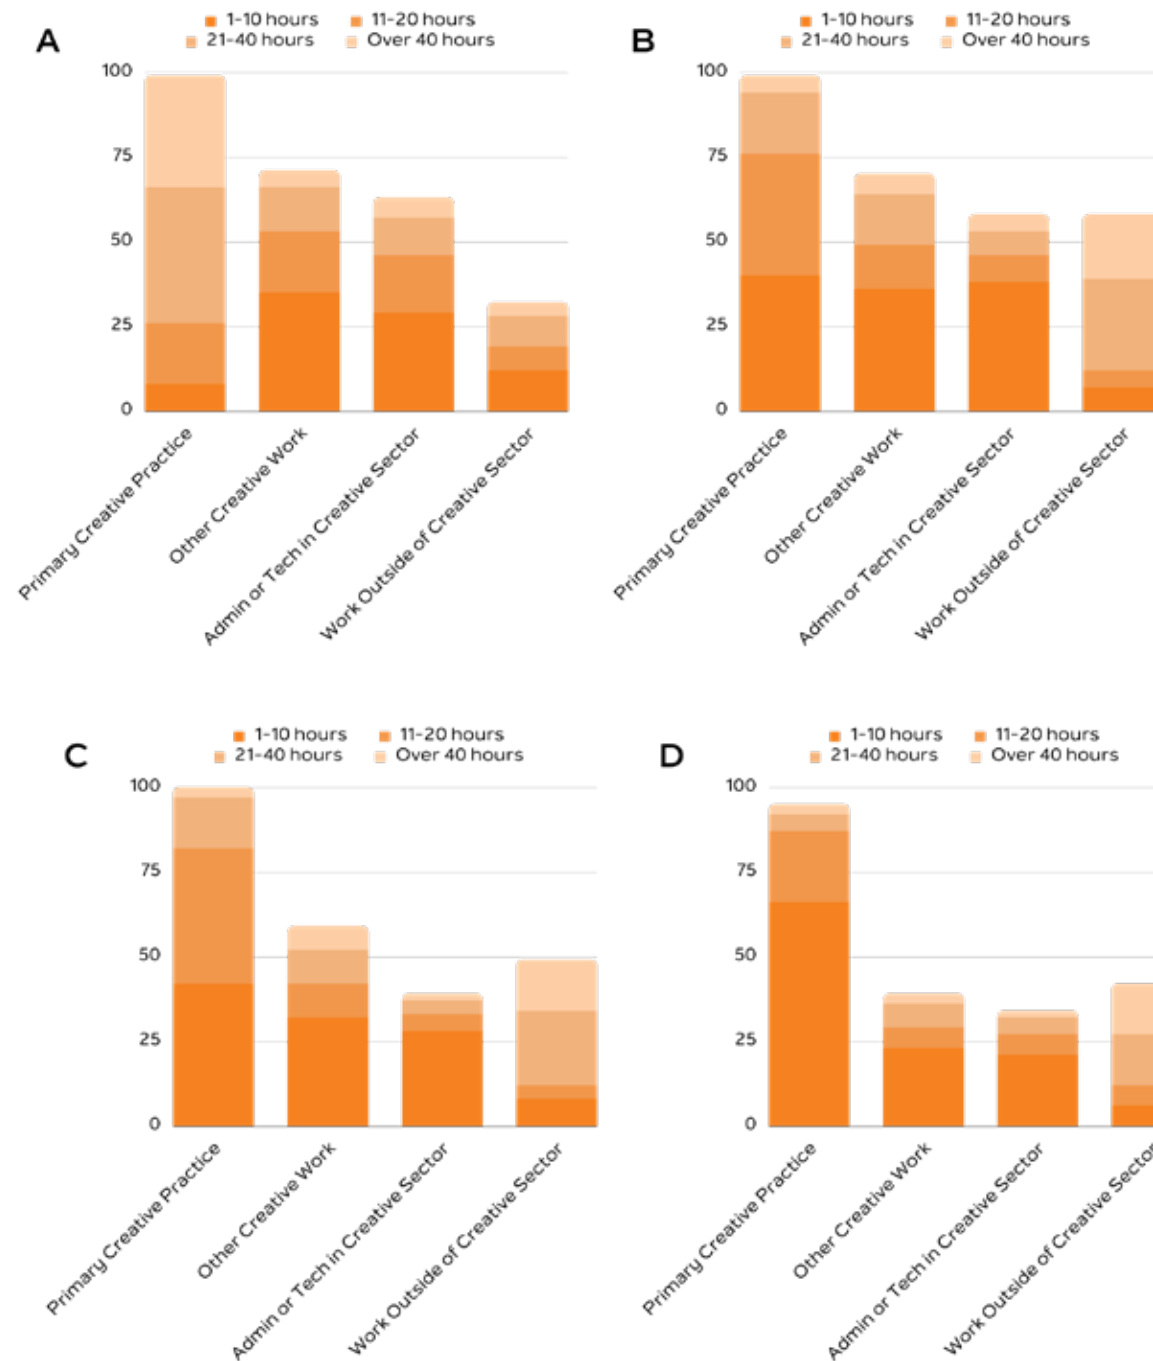 A
1-10 hours 11-20 hours
21-40 hours Over 40 hours
100
75
50
25
0
Primary Creative Practice
Other Creative Work
Admin or Tech in Creative Sector
Work Outside of Creative Sector
B
1-10 hours 11-20 hours
21-40 hours Over 40 hours
100
75
50
25
0
Primary Creative Practice
Other Creative Work
Admin or Tech in Creative Sector
Work Outside of Creative Sector
C
1-10 hours 11-20 hours
21-40 hours Over 40 hours
100
75
50
25
0
Primary Creative Practice
Other Creative Work
Admin or Tech in Creative Sector
Work Outside of Creative Sector
D
1-10 hours 11-20 hours
21-40 hours Over 40 hours
100
75
50
25
0
Primary Creative Practice
Other Creative Work
Admin or Tech in Creative Sector
Work Outside of Creative Sector